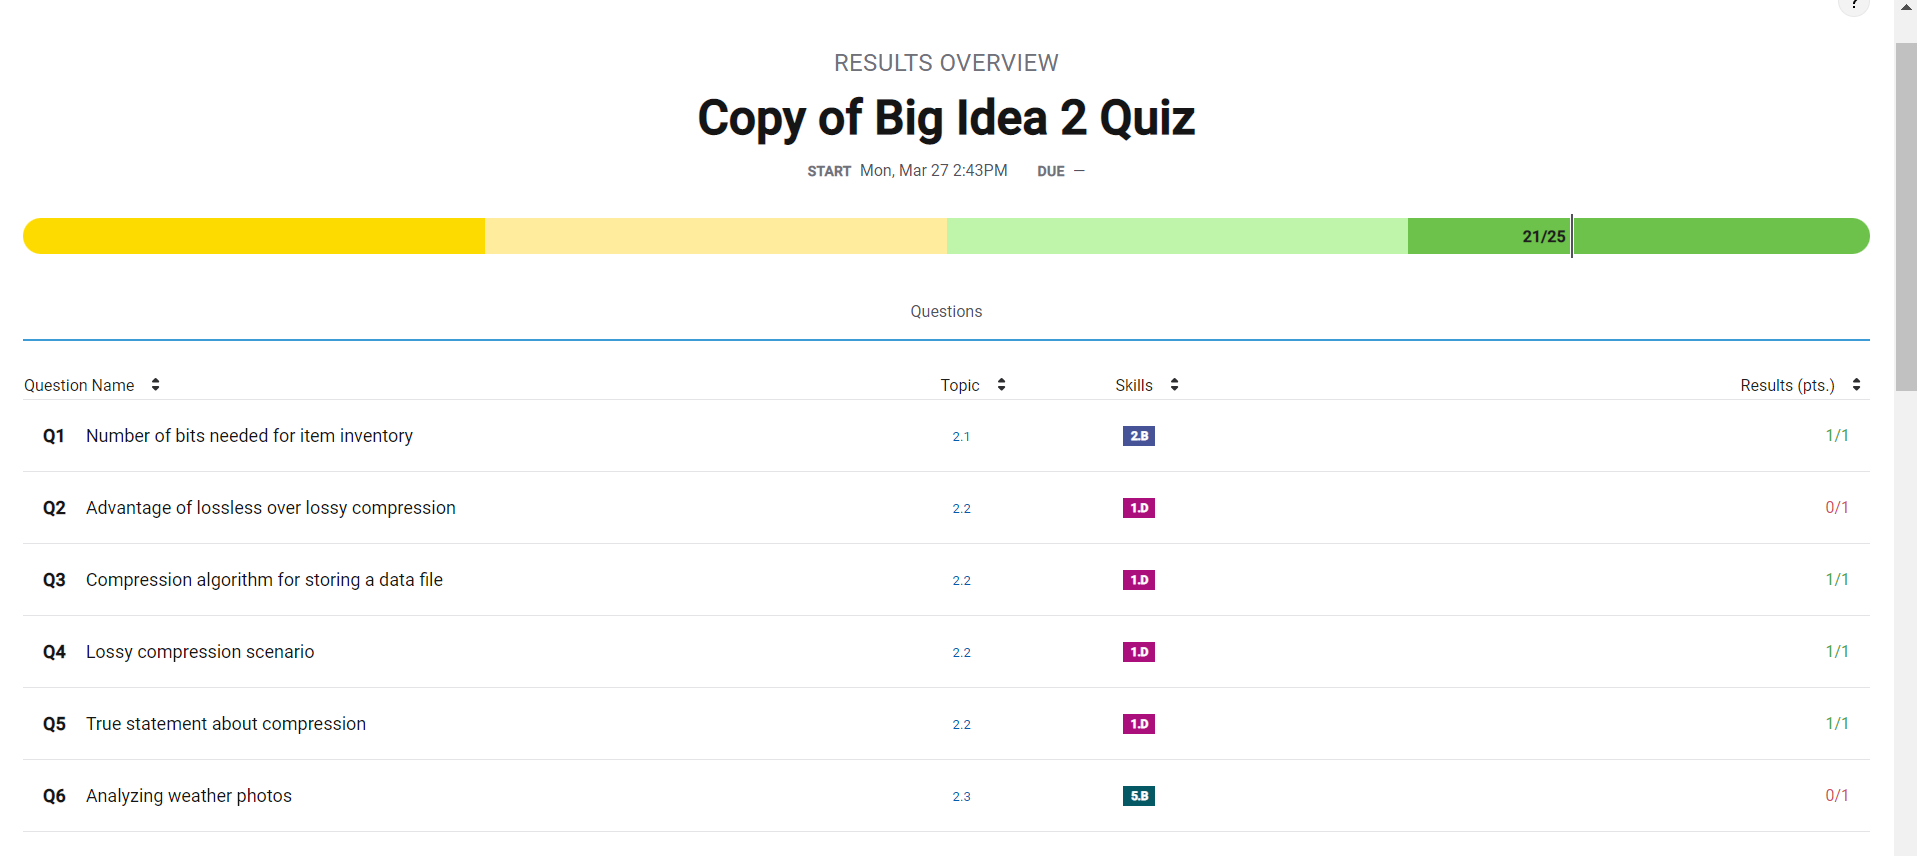 ?
RESULTS OVERVIEW
Copy of Big Idea 2 Quiz
START Mon, Mar 27 2:43PM DUE —
21/25
Questions
Question Name Topic Skills Results (pts.)
Q1 Number of bits needed for item inventory 2.1 2.B 1/1
Q2 Advantage of lossless over lossy compression 2.2 1.D 0/1
Q3 Compression algorithm for storing a data file 2.2 1.D 1/1
Q4 Lossy compression scenario 2.2 1.D 1/1
Q5 True statement about compression 2.2 1.D 1/1
Q6 Analyzing weather photos 2.3 5.B 0/1